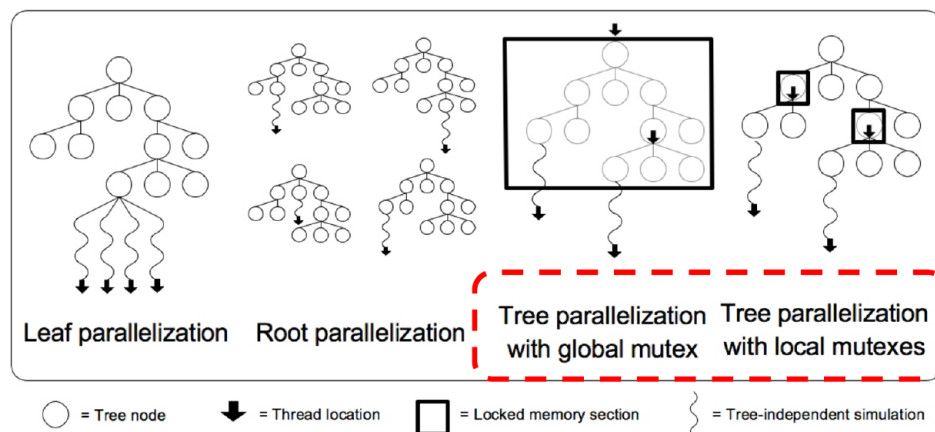 Leaf parallelization
Root parallelization
Tree parallelization
with global mutex
Tree parallelization
with local mutexes
= Tree node
= Thread location
= Locked memory section
= Tree-independent simulation